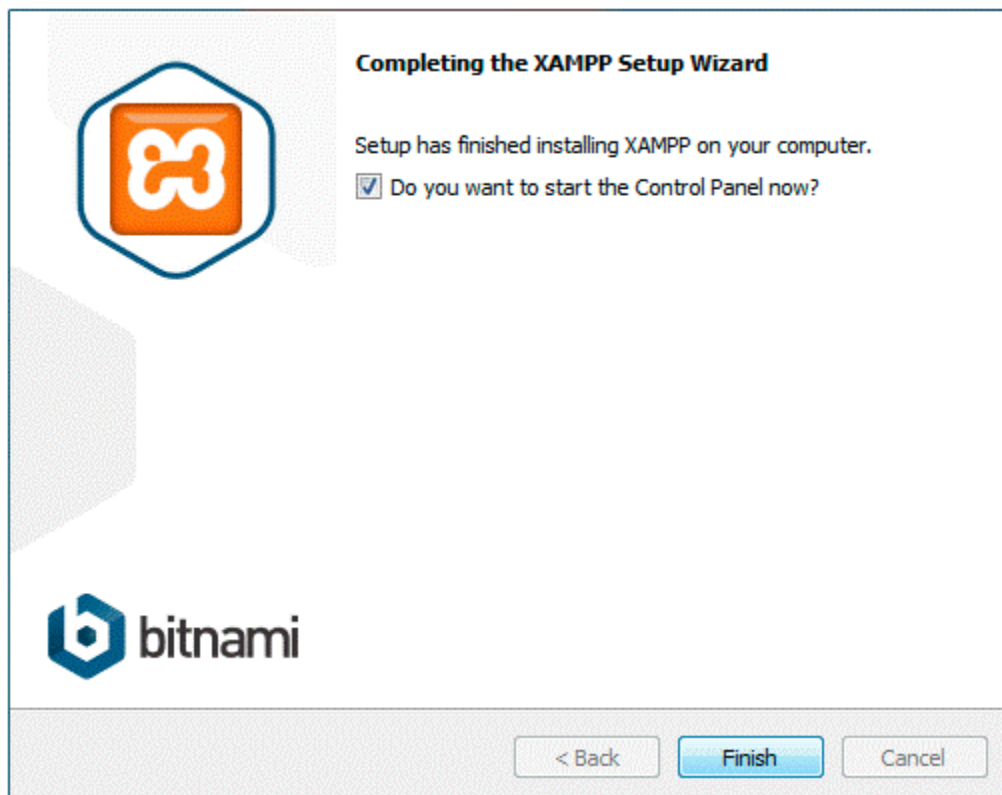 Completing the XAMPP Setup Wizard
Setup has finished installing XAMPP on your computer.
Do you want to start the Control Panel now?
bitnami
< Back
Finish
Cancel